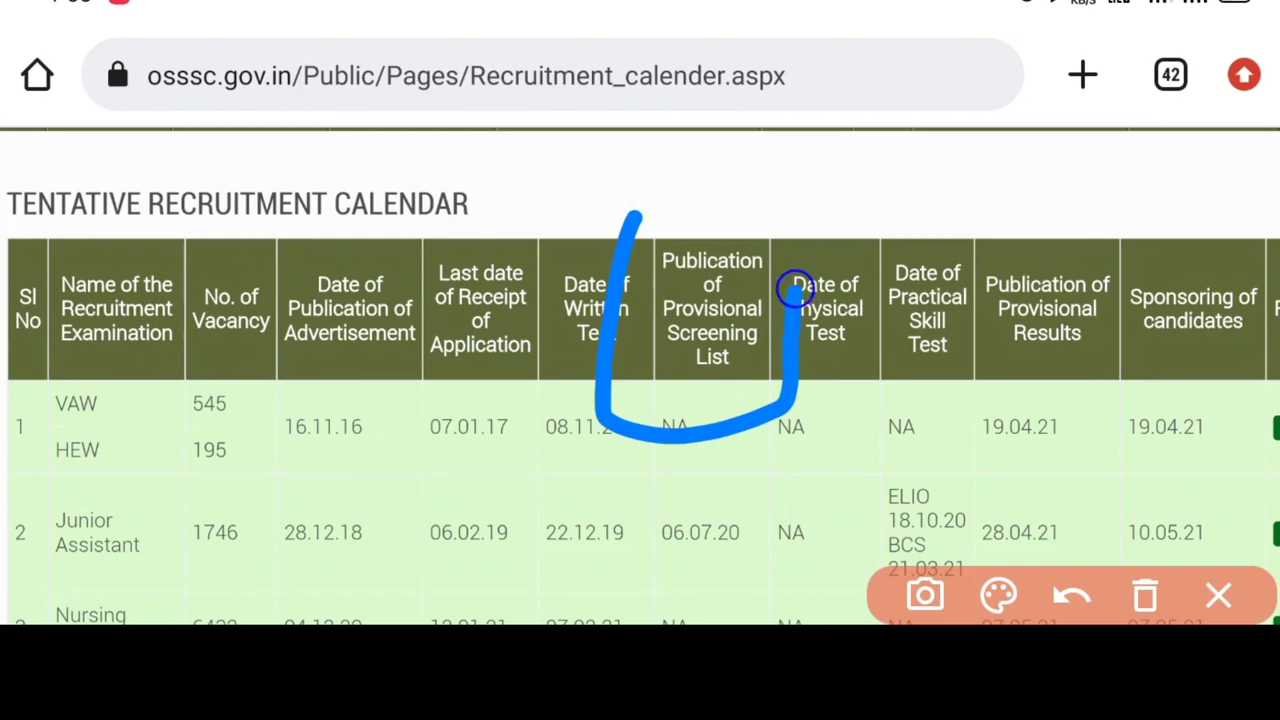 osssc.gov.in/Public/Pages/Recruitment_calender.aspx
42
TENTATIVE RECRUITMENT CALENDAR
Sl
No
Name of the
Recruitment
Examination
No. of
Vacancy
Date of
Publication of
Advertisement
Last date
of Receipt
of
Application
Date of
Written
Test
Publication
of
Provisional
Screening
List
Date of
Physical
Test
Date of
Practical
Skill
Test
Publication of
Provisional
Results
Sponsoring of
candidates
1
VAW
545
HEW
195
16.11.16
07.01.17
NA
NA
NA
19.04.21
19.04.21
2
Junior
Assistant
1746
28.12.18
06.02.19
22.12.19
06.07.20
NA
ELIO
18.10.20
BCS
21.03.21
28.04.21
10.05.21
Nursing